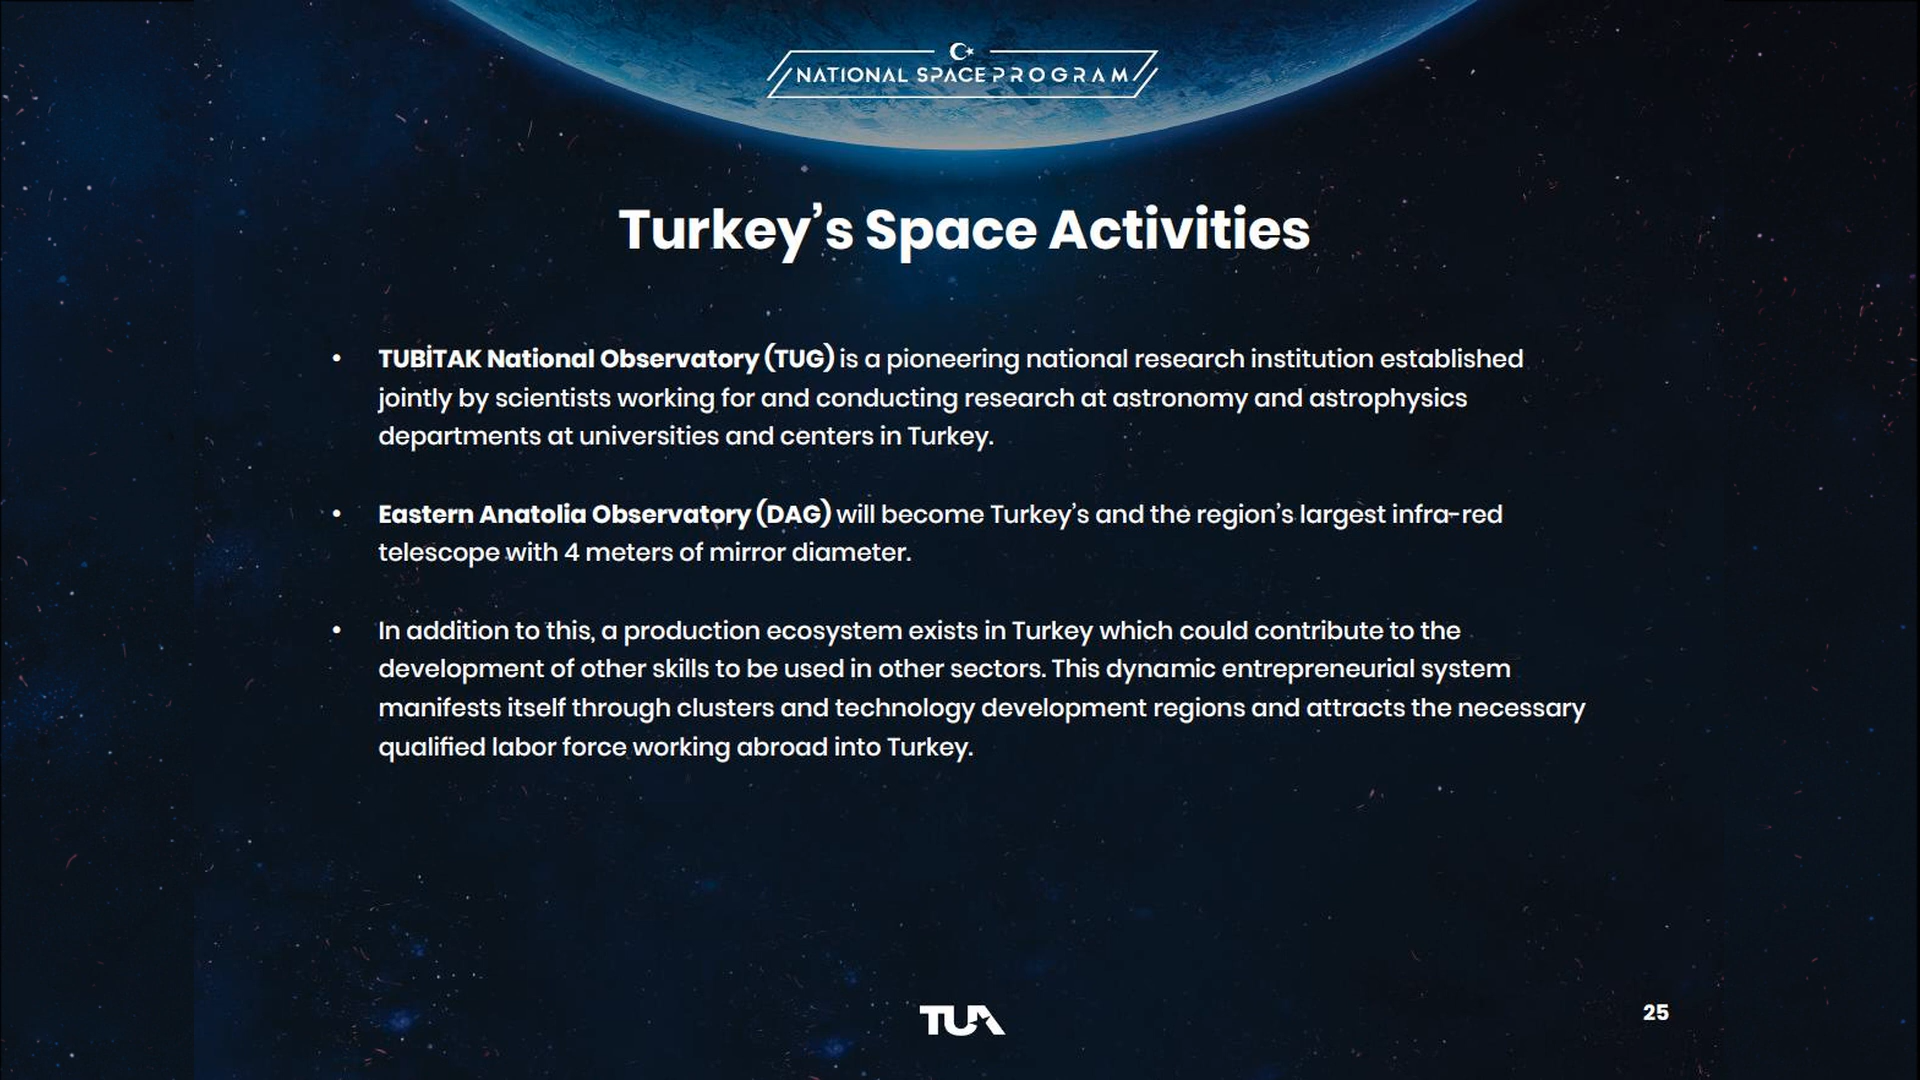 NATIONAL SPACE PROGRAM
Turkey’s Space Activities
• TUBİTAK National Observatory (TUG) is a pioneering national research institution established
jointly by scientists working for and conducting research at astronomy and astrophysics
departments at universities and centers in Turkey.
• Eastern Anatolia Observatory (DAG) will become Turkey’s and the region’s largest infra-red
telescope with 4 meters of mirror diameter.
• In addition to this, a production ecosystem exists in Turkey which could contribute to the
development of other skills to be used in other sectors. This dynamic entrepreneurial system
manifests itself through clusters and technology development regions and attracts the necessary
qualified labor force working abroad into Turkey.
TUA
25